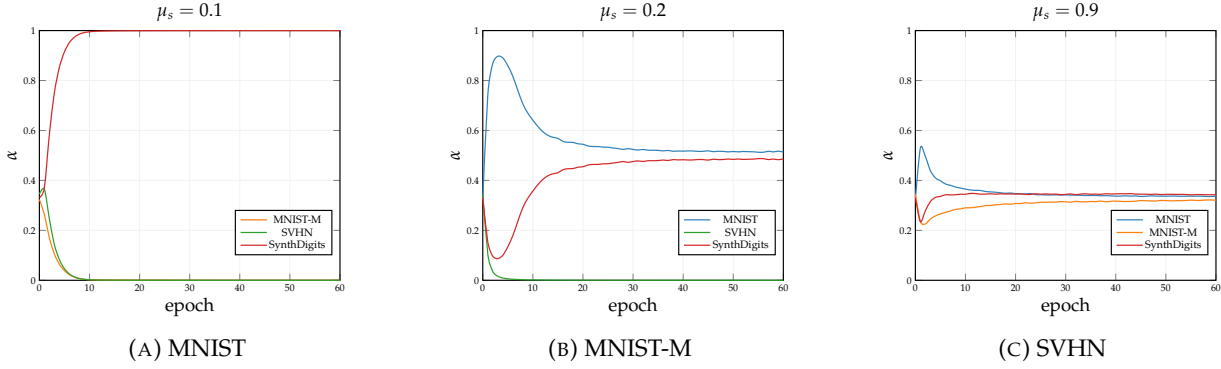 μs = 0.1
1
0.8
0.6
α
0.4
0.2
0
0 10 20 30 40 50 60
epoch
MNIST-M
SVHN
SynthDigits
(A) MNIST
μs = 0.2
1
0.8
0.6
α
0.4
0.2
0
0 10 20 30 40 50 60
epoch
MNIST
SVHN
SynthDigits
(B) MNIST-M
μs = 0.9
1
0.8
0.6
α
0.4
0.2
0
0 10 20 30 40 50 60
epoch
MNIST
MNIST-M
SynthDigits
(C) SVHN